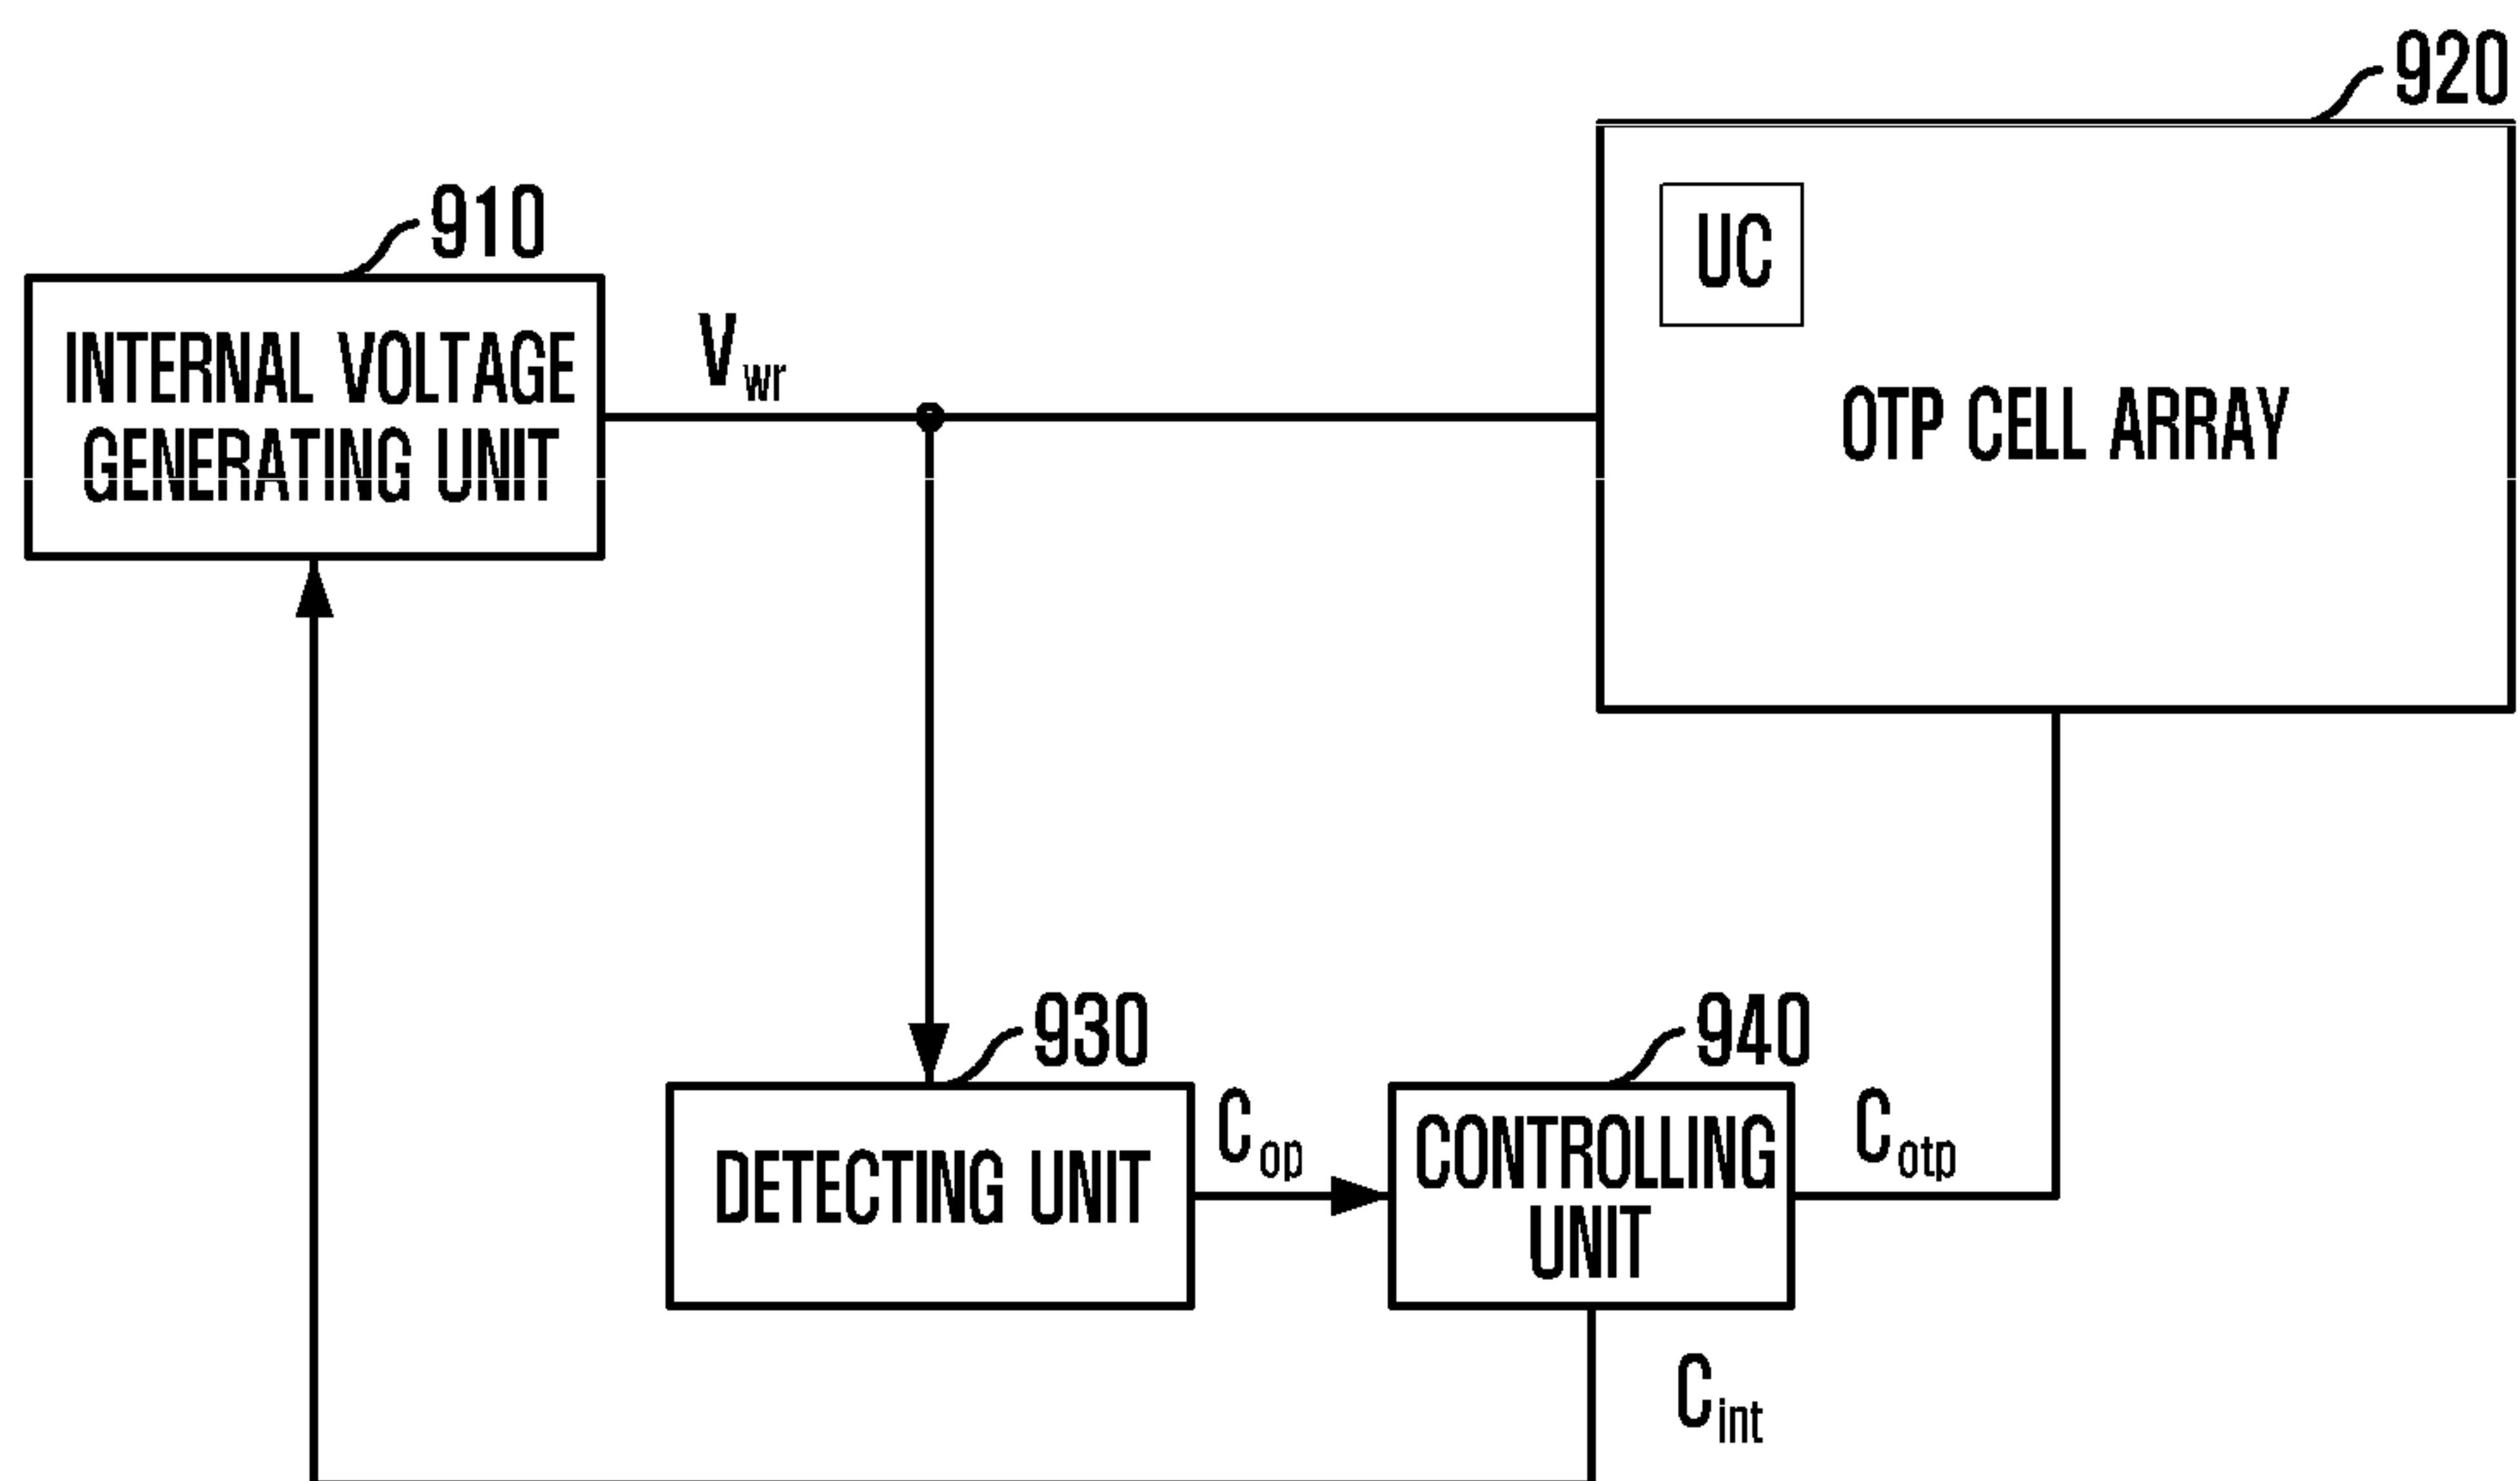 920
UC
OTP CELL ARRAY
910
INTERNAL VOLTAGE
GENERATING UNIT
Vwr
930
DETECTING UNIT
Cop
940
CONTROLLING
UNIT
Cotp
Cint